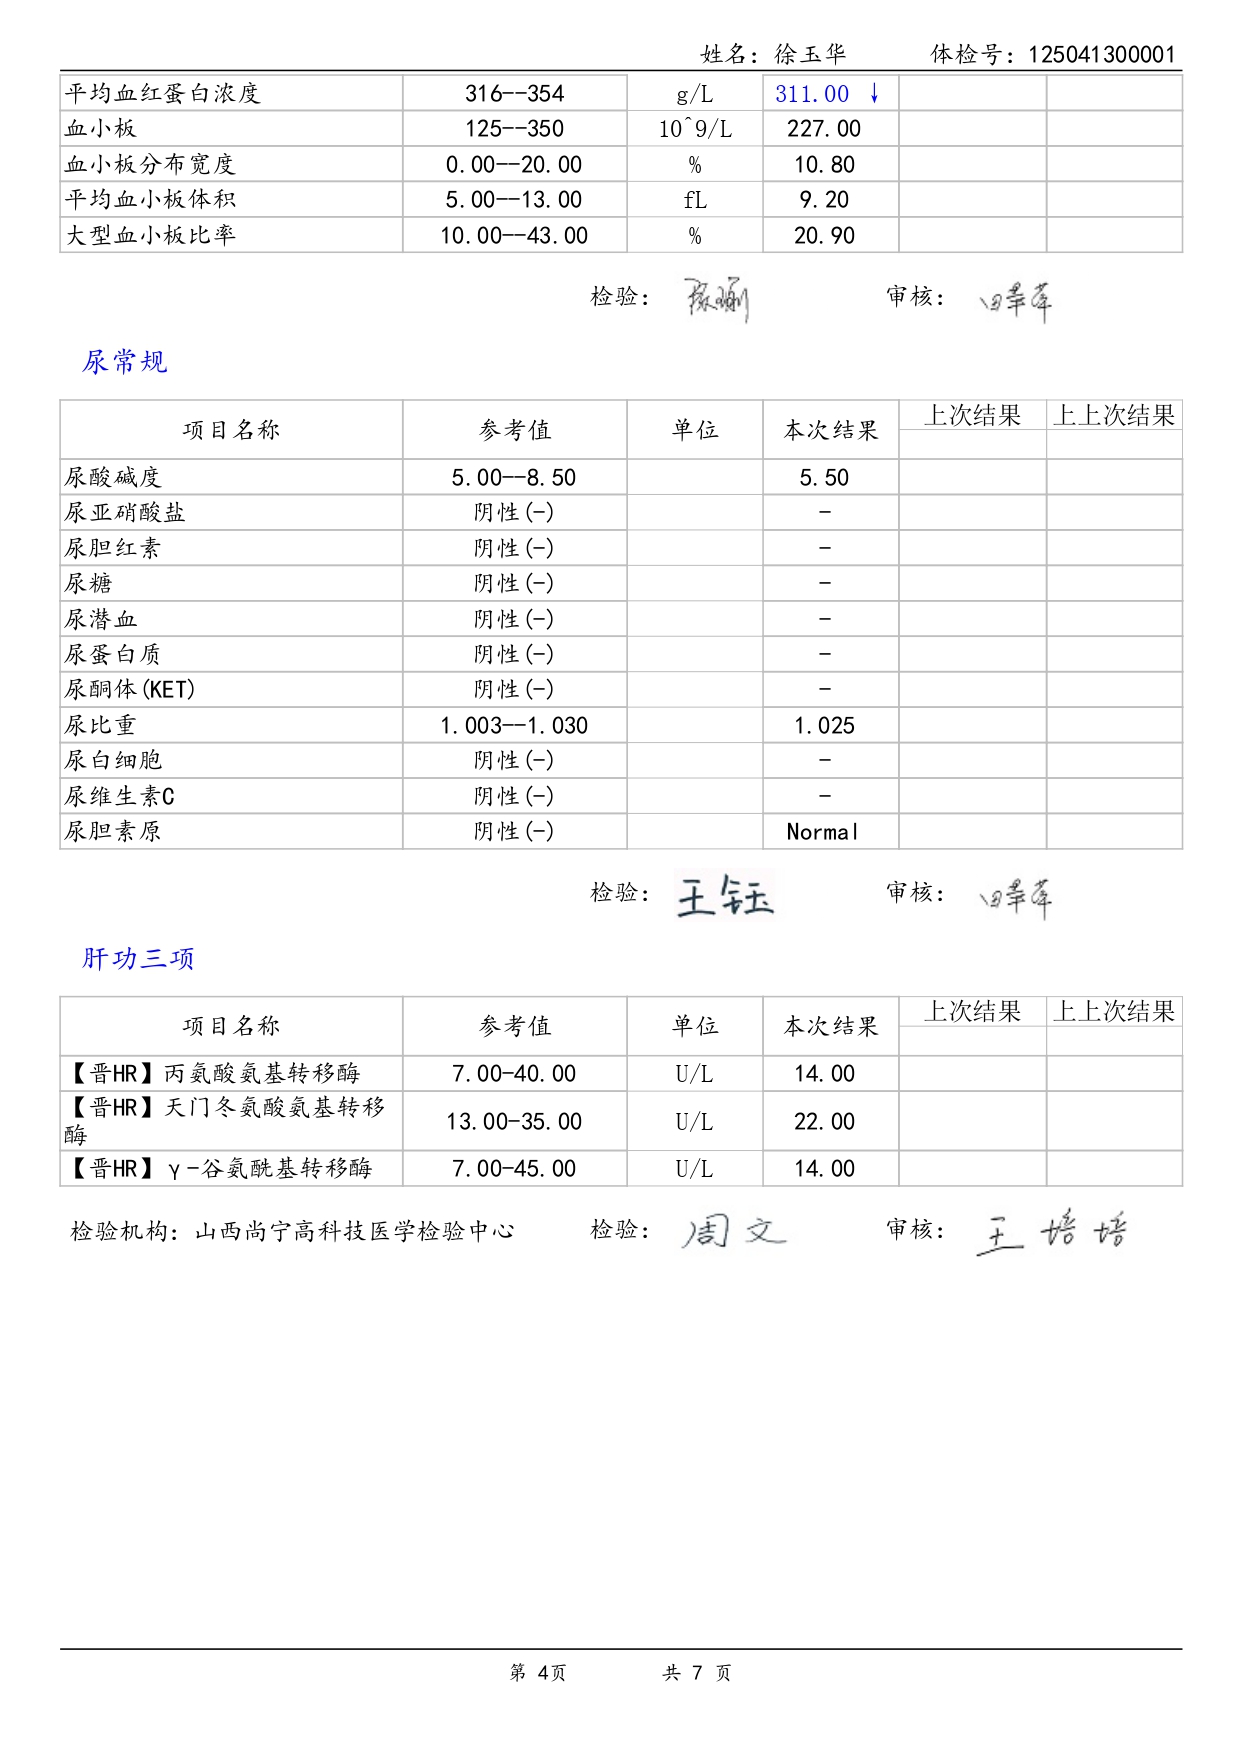 姓名：徐玉华 体检号：125041300001
平均血红蛋白浓度 316--354 g/L 311.00 ↓
血小板 125--350 10^9/L 227.00
血小板分布宽度 0.00--20.00 % 10.80
平均血小板体积 5.00--13.00 fL 9.20
大型血小板比率 10.00--43.00 % 20.90
检验： 审核：
尿常规
项目名称 参考值 单位 本次结果 上次结果 上上次结果
尿酸碱度 5.00--8.50 5.50
尿亚硝酸盐 阴性(-) -
尿胆红素 阴性(-) -
尿糖 阴性(-) -
尿潜血 阴性(-) -
尿蛋白质 阴性(-) -
尿酮体(KET) 阴性(-) -
尿比重 1.003--1.030 1.025
尿白细胞 阴性(-) -
尿维生素C 阴性(-) -
尿胆素原 阴性(-) Normal
检验：王钰 审核：
肝功三项
项目名称 参考值 单位 本次结果 上次结果 上上次结果
【晋HR】丙氨酸氨基转移酶 7.00-40.00 U/L 14.00
【晋HR】天门冬氨酸氨基转移
酶 13.00-35.00 U/L 22.00
【晋HR】γ-谷氨酰基转移酶 7.00-45.00 U/L 14.00
检验机构：山西尚宁高科技医学检验中心 检验：周文 审核：王培培
第 4页 共 7 页